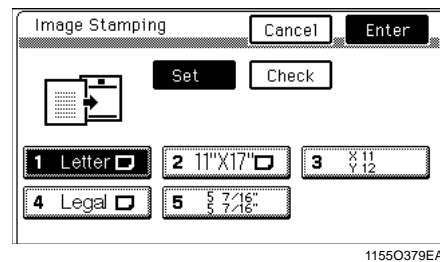 Image Stamping Cancel Enter
Set Check
1 Letter 2 11"X17" 3 X 11
Y 12
4 Legal 5 5 7/16"
5 7/16"
1155O379EA